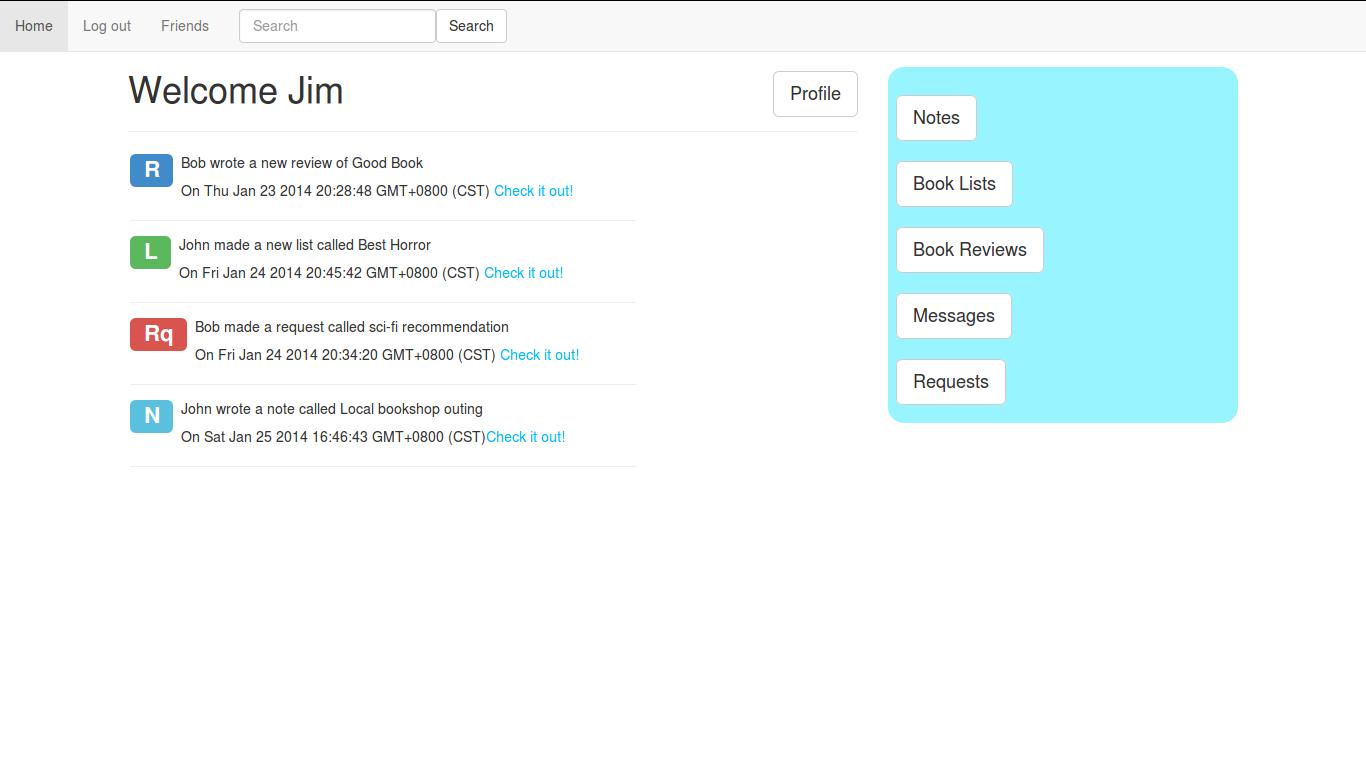 Home Log out Friends Search Search
Welcome Jim
Profile
R Bob wrote a new review of Good Book
On Thu Jan 23 2014 20:28:48 GMT+0800 (CST) Check it out!
L John made a new list called Best Horror
On Fri Jan 24 2014 20:45:42 GMT+0800 (CST) Check it out!
Rq Bob made a request called sci-fi recommendation
On Fri Jan 24 2014 20:34:20 GMT+0800 (CST) Check it out!
N John wrote a note called Local bookshop outing
On Sat Jan 25 2014 16:46:43 GMT+0800 (CST)Check it out!
Notes
Book Lists
Book Reviews
Messages
Requests